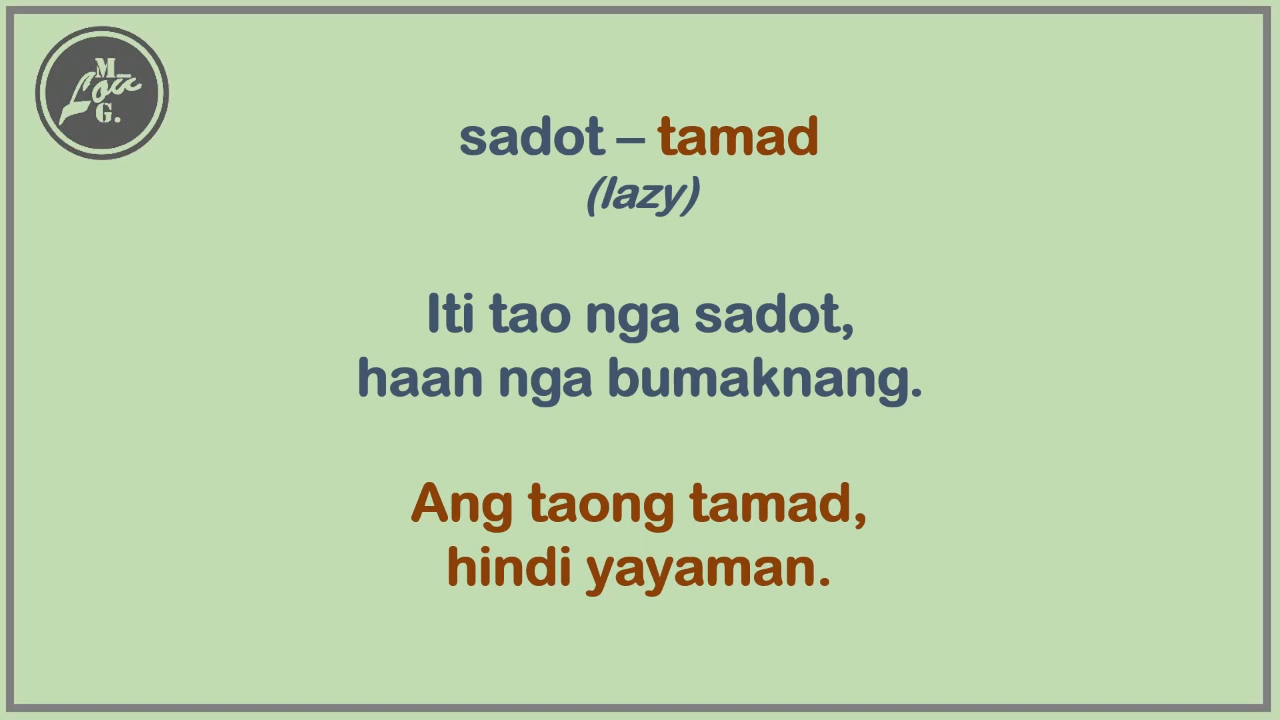 M
G.
sadot – tamad
(lazy)
Iti tao nga sadot,
haan nga bumaknang.
Ang taong tamad,
hindi yayaman.